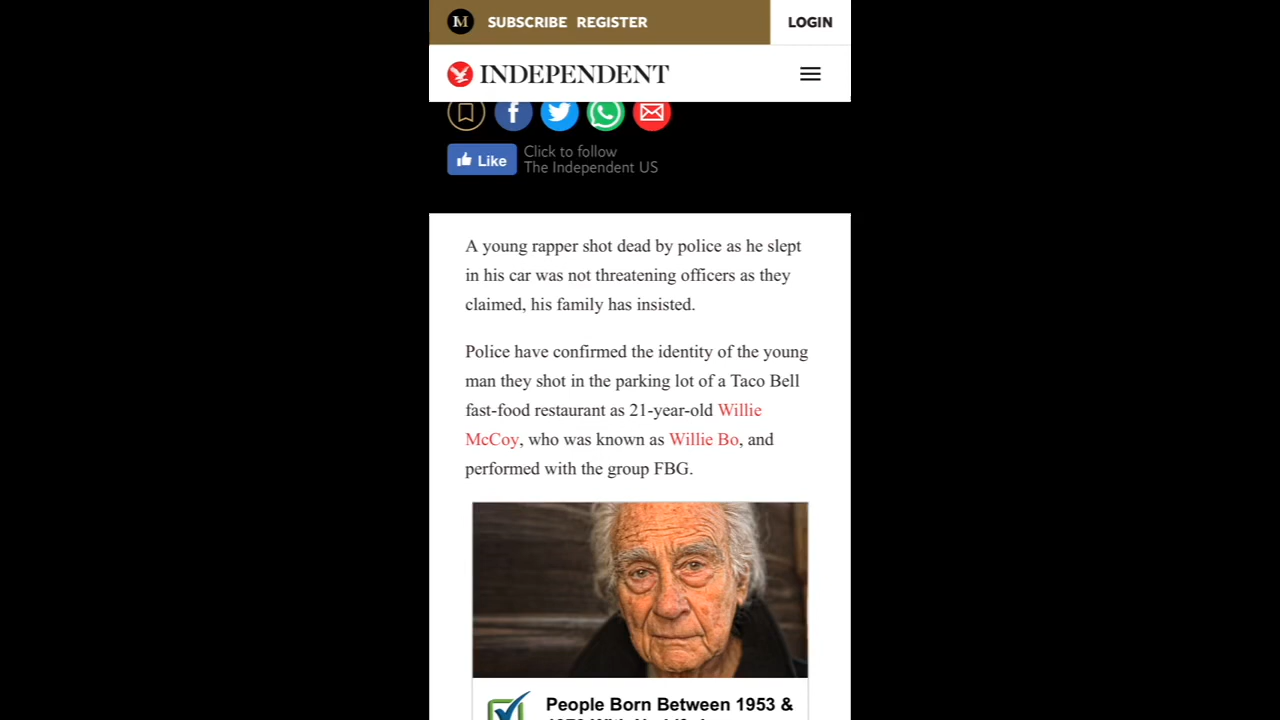 M SUBSCRIBE REGISTER LOGIN
INDEPENDENT
f
Like Click to follow
The Independent US
A young rapper shot dead by police as he slept
in his car was not threatening officers as they
claimed, his family has insisted.
Police have confirmed the identity of the young
man they shot in the parking lot of a Taco Bell
fast-food restaurant as 21-year-old Willie
McCoy, who was known as Willie Bo, and
performed with the group FBG.
People Born Between 1953 &